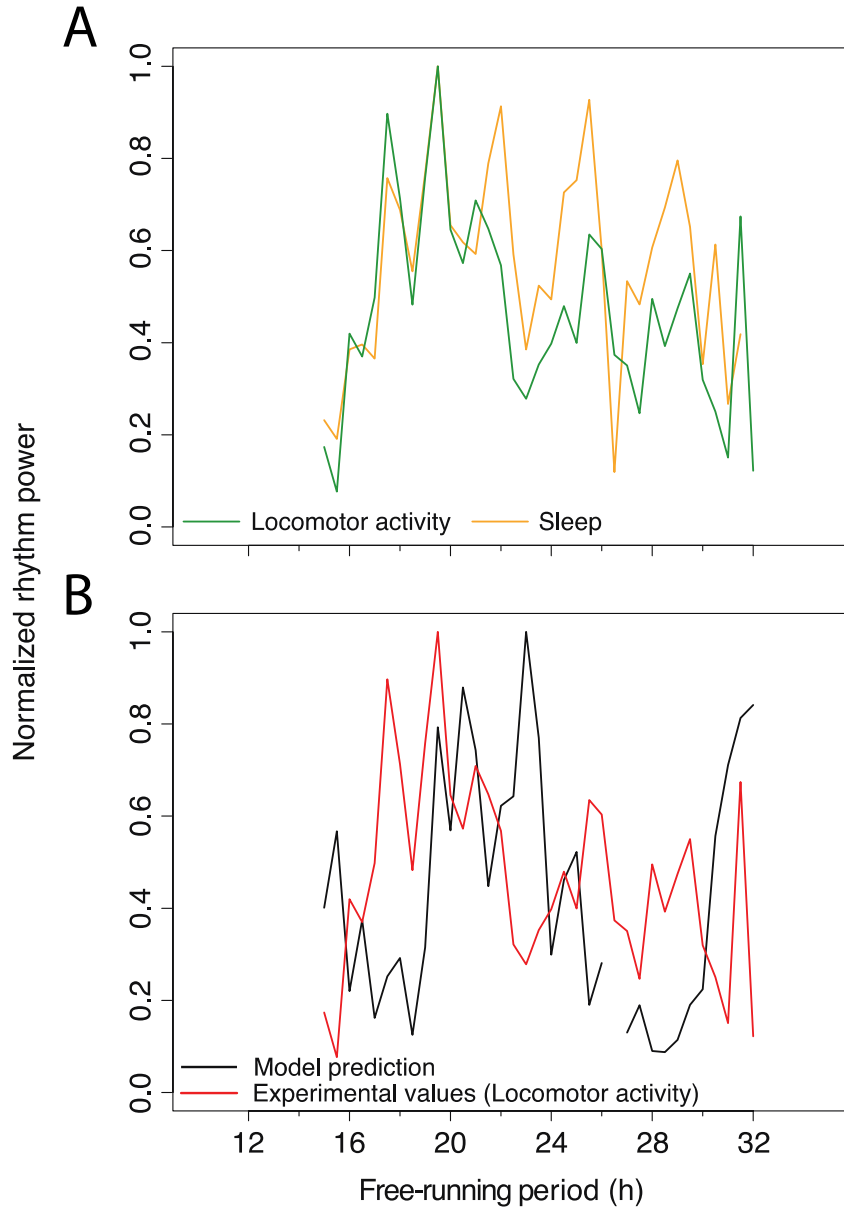 A
1.0
0.8
0.6
0.4
0.2
0.0
Locomotor activity
Sleep
B
Normalized rhythm power
1.0
0.8
0.6
0.4
0.2
0.0
Model prediction
Experimental values (Locomotor activity)
12 16 20 24 28 32
Free-running period (h)